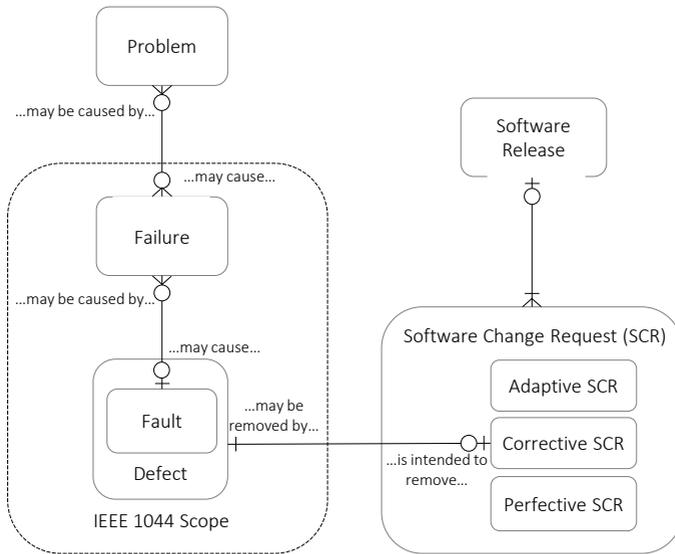 Problem
...may be caused by...
...may cause...
Failure
...may be caused by...
...may cause...
Fault
Defect
IEEE 1044 Scope
Software
Release
Software Change Request (SCR)
Adaptive SCR
...may be
removed by...
Corrective SCR
...is intended to
remove...
Perfective SCR